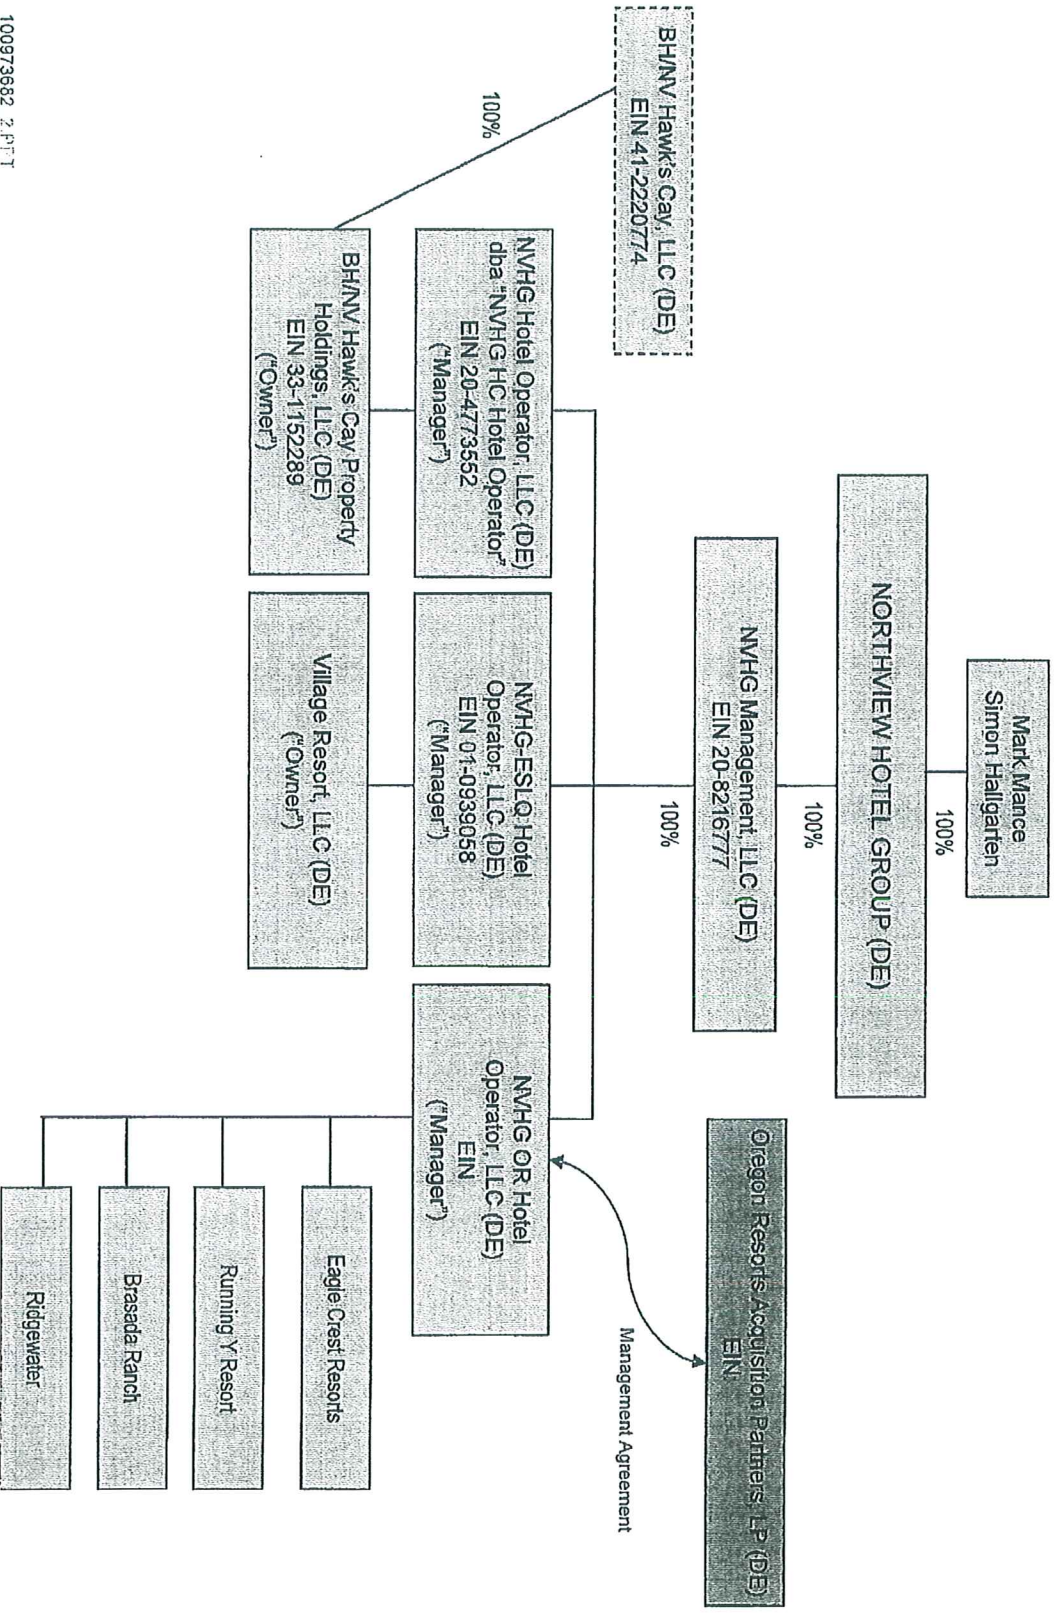 Mark Mance
Simon Hallgarten
100%
NORTHVIEW HOTEL GROUP (DE)
100%
NVHG Management, LLC (DE)
EIN 20-8216777
100%
BH/NV Hawk's Cay, LLC (DE)
EIN 41-2220774
100%
Oregon Resorts Acquisition Partners, LP (DE)
EIN
Management Agreement
NVHG Hotel Operator, LLC (DE)
dba "NVHG HC Hotel Operator"
EIN 20-4773552
("Manager")
NVHG-ESLQ Hotel
Operator, LLC (DE)
EIN 01-0939058
("Manager")
NVHG OR Hotel
Operator, LLC (DE)
EIN
("Manager")
BH/NV Hawk's Cay Property
Holdings, LLC (DE)
EIN 33-1152289
("Owner")
Village Resort, LLC (DE)
("Owner")
Eagle Crest Resorts
Running Y Resort
Brasada Ranch
Ridgewater
100973682 2.PPT